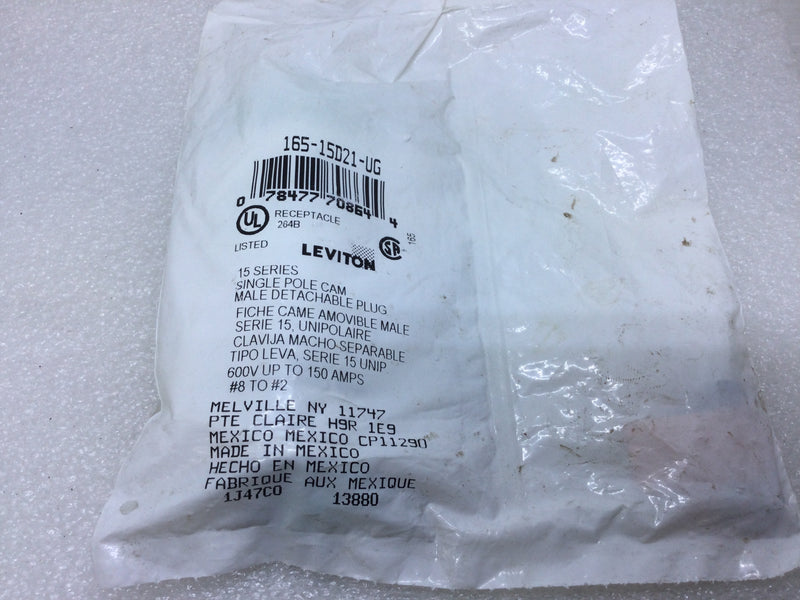 165-15D21-UG
0 78477 70864 4
UL
RECEPTACLE
264B
LISTED
LEVITON
SA
165
15 SERIES
SINGLE POLE CAM
MALE DETACHABLE PLUG
FICHE CAME AMOVIBLE MALE
SERIE 15, UNIPOLAIRE
CLAVIJA MACHO SEPARABLE
TIPO LEVA, SERIE 15 UNIP
600V UP TO 150 AMPS
#8 TO #2
MELVILLE NY 11747
PTE CLAIRE H9R 1E9
MEXICO MEXICO CP11290
MADE IN MEXICO
HECHO EN MEXICO
FABRIQUE AUX MEXIQUE
1J47C0 13880